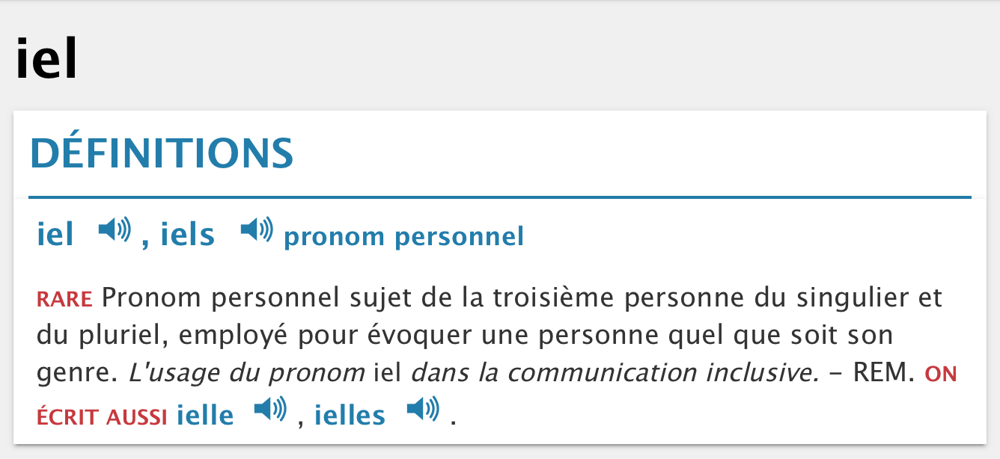 iel
DÉFINITIONS
iel , iels pronom personnel
RARE Pronom personnel sujet de la troisième personne du singulier et
du pluriel, employé pour évoquer une personne quel que soit son
genre. L'usage du pronom iel dans la communication inclusive. – REM. ON
ÉCRIT AUSSI ielle , ielles .